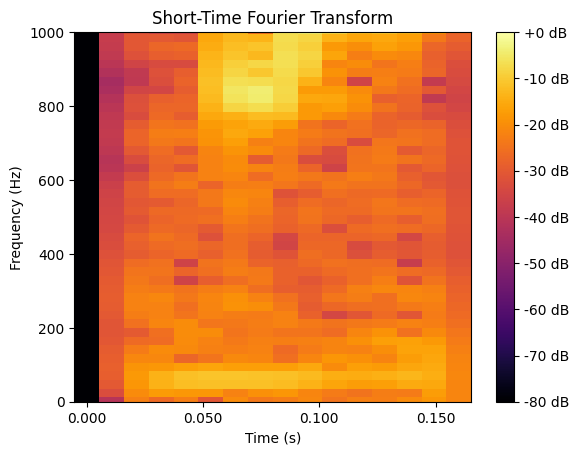 Short-Time Fourier Transform
Frequency (Hz)
1000
800
600
400
200
0
0.000
0.050
0.100
0.150
Time (s)
+0 dB
-10 dB
-20 dB
-30 dB
-40 dB
-50 dB
-60 dB
-70 dB
-80 dB